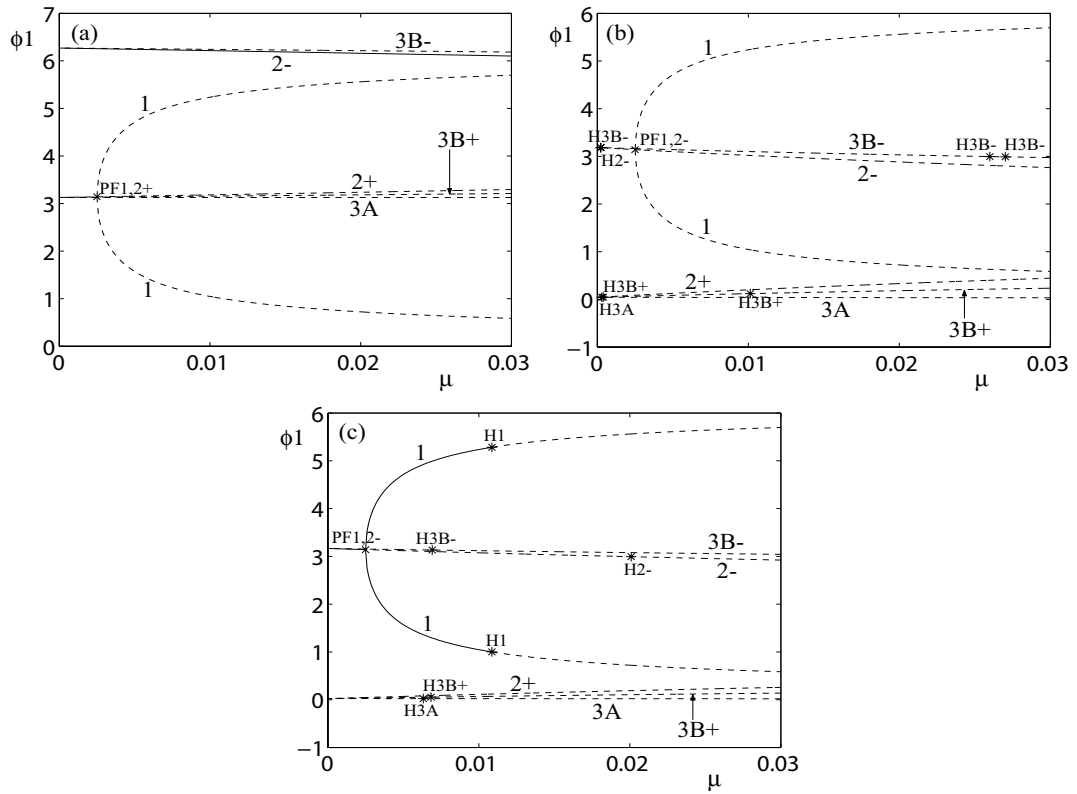 (a)
ϕ1
7
6
5
4
3
2
1
0
3B-
2-
1
3B+
PF1,2+
2+
3A
1
0
0.01
0.02
0.03
μ
(b)
ϕ1
6
5
4
3
2
1
0
−1
1
H3B-
PF1,2-
H2-
3B-
H3B-
H3B-
2-
1
2+
H3B+
H3A
H3B+
3A
3B+
0
0.01
0.02
0.03
μ
(c)
ϕ1
6
5
4
3
2
1
0
−1
H1
1
PF1,2-
H3B-
3B-
H2-
2-
1
H1
H3B+
2+
H3A
3A
3B+
0
0.01
0.02
0.03
μ